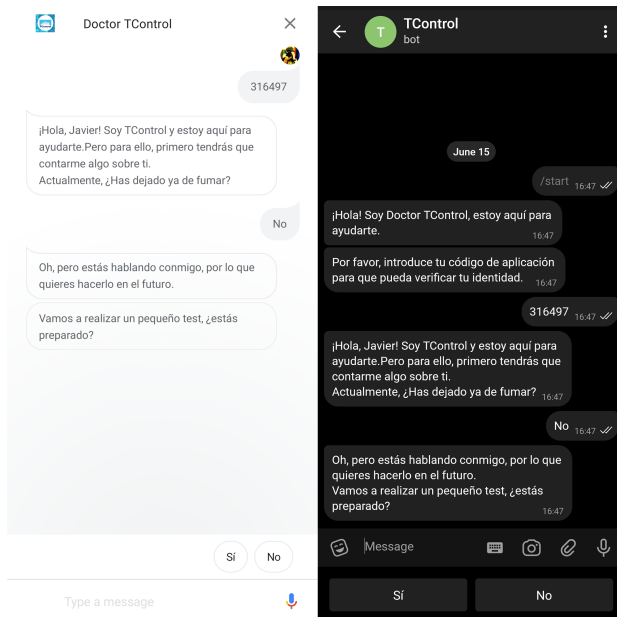 Doctor TControl
316497
¡Hola, Javier! Soy TControl y estoy aquí para
ayudarte.Pero para ello, primero tendrás que
contarme algo sobre ti.
Actualmente, ¿Has dejado ya de fumar?
No
Oh, pero estás hablando conmigo, por lo que
quieres hacerlo en el futuro.
Vamos a realizar un pequeño test, ¿estás
preparado?
Sí
No
Type a message
T
TControl
bot
June 15
/start 16:47
¡Hola! Soy Doctor TControl, estoy aquí para
ayudarte. 16:47
Por favor, introduce tu código de aplicación
para que pueda verificar tu identidad. 16:47
316497 16:47
¡Hola, Javier! Soy TControl y estoy aquí para
ayudarte.Pero para ello, primero tendrás que
contarme algo sobre ti.
Actualmente, ¿Has dejado ya de fumar? 16:47
No 16:47
Oh, pero estás hablando conmigo, por lo que
quieres hacerlo en el futuro.
Vamos a realizar un pequeño test, ¿estás
preparado? 16:47
Message
Sí
No